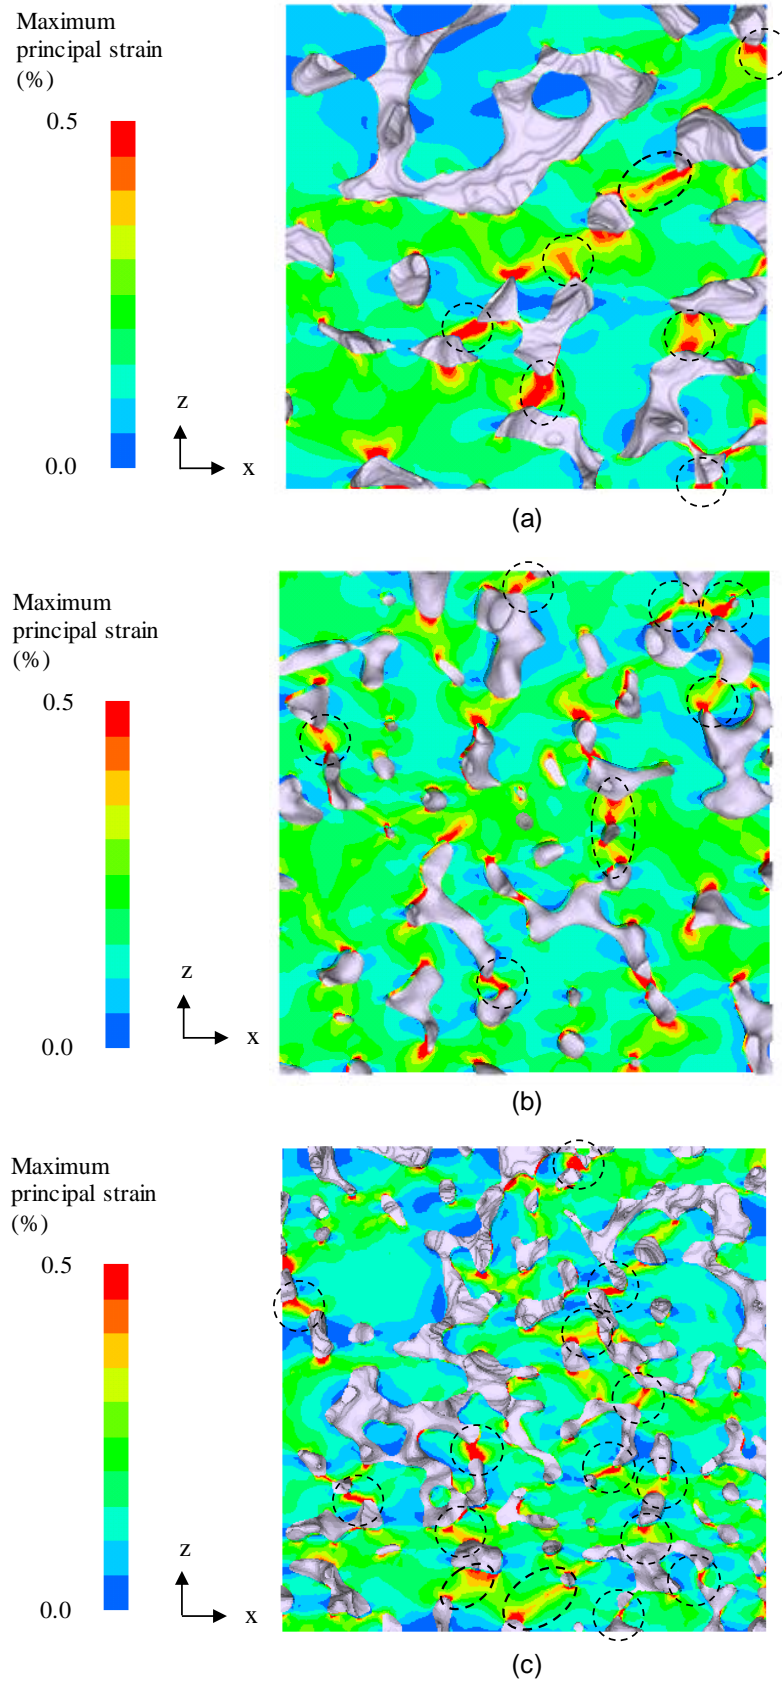 Maximum
principal strain
(%)
0.5
0.0
z
x
(a)
Maximum
principal strain
(%)
0.5
0.0
z
x
(b)
Maximum
principal strain
(%)
0.5
0.0
z
x
(c)